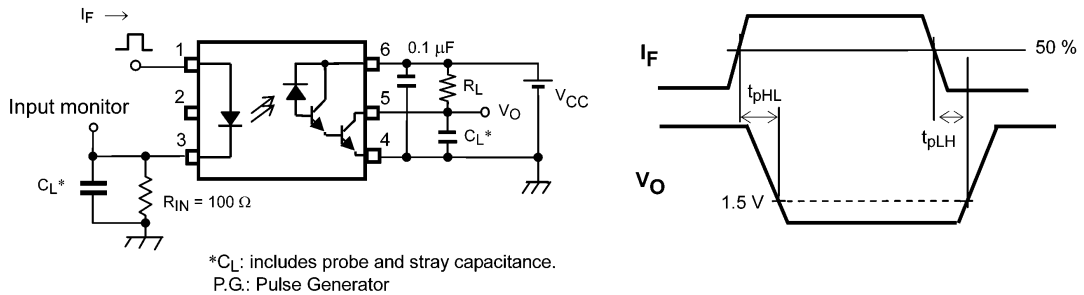 IF →
1
2
3
6
5
4
0.1 μF
RL
VCC
VO
CL*
Input monitor
CL*
RIN = 100 Ω
*CL: includes probe and stray capacitance.
P.G.: Pulse Generator
IF
50 %
tpHL
tpLH
VO
1.5 V